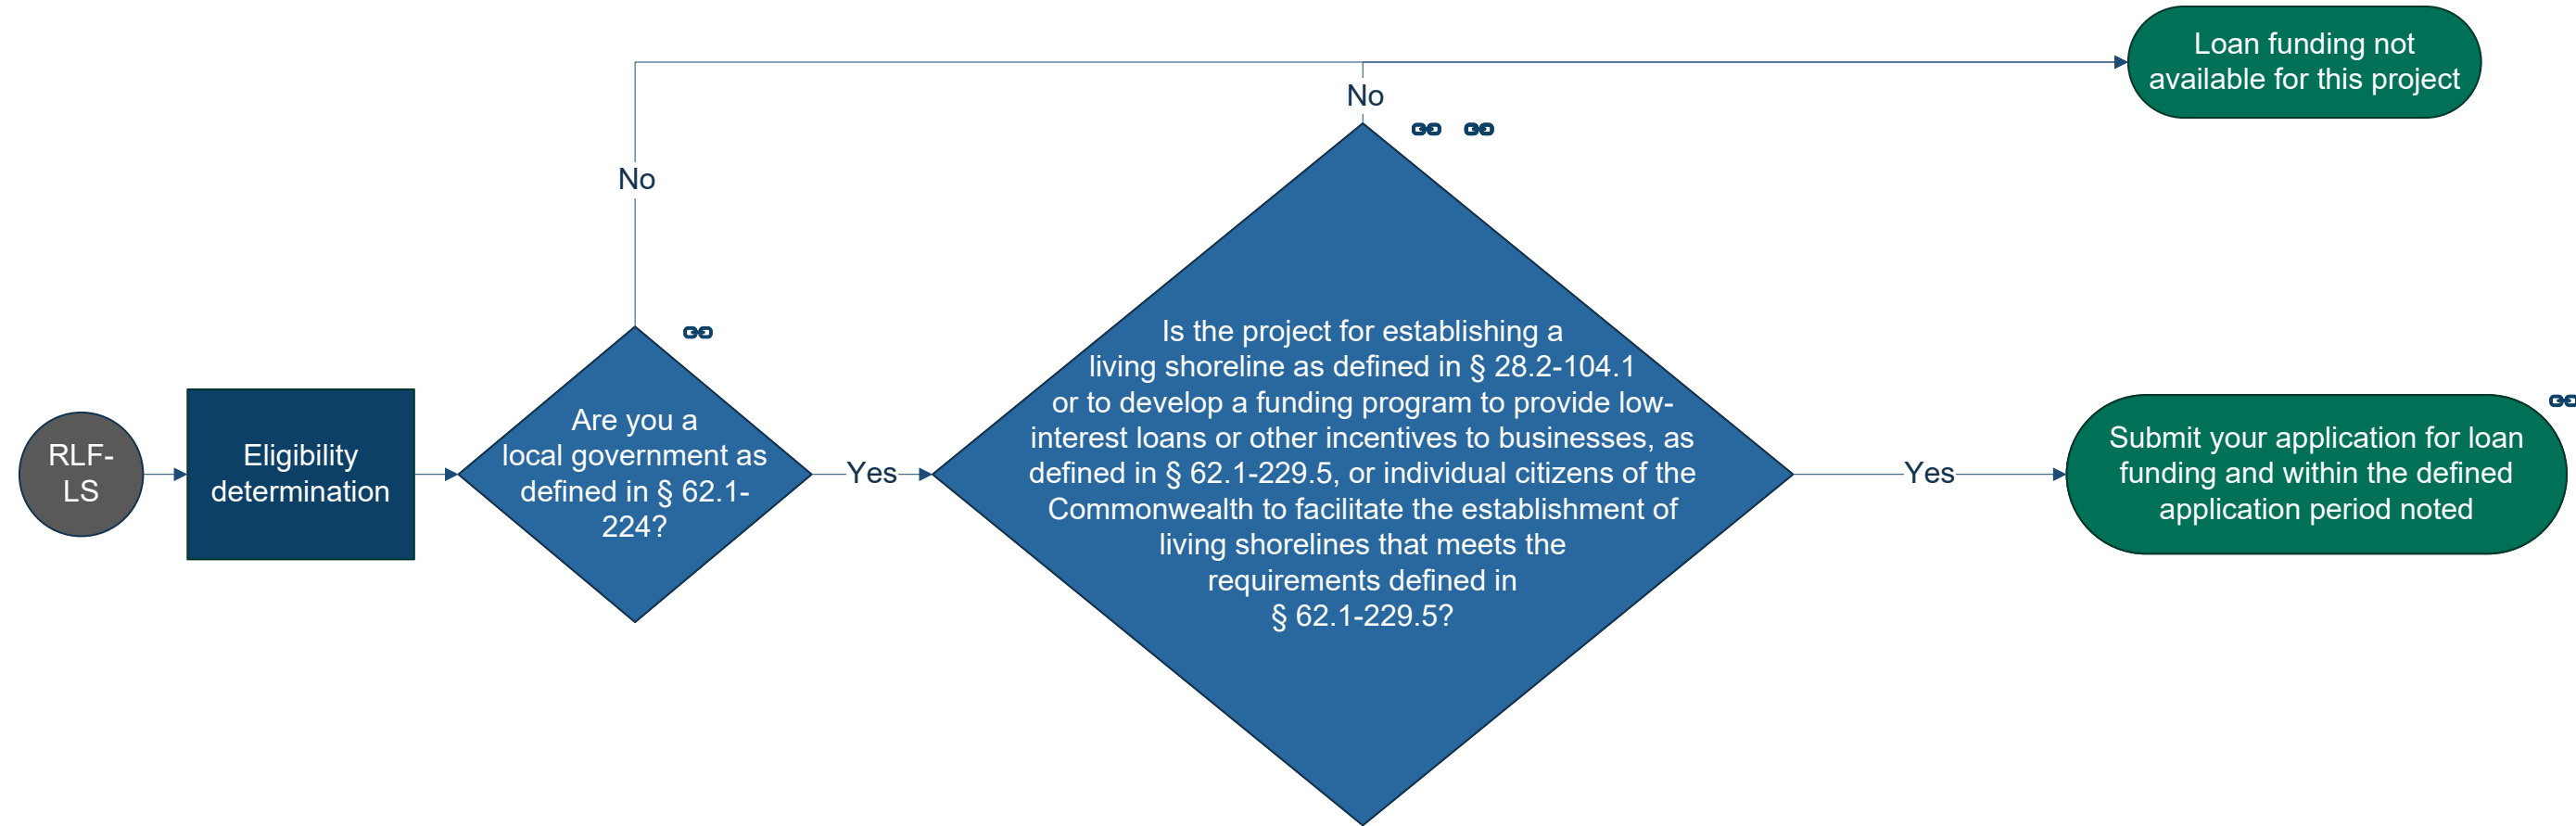 Loan funding not
available for this project
No
No
RLF-
LS
Eligibility
determination
Are you a
local government as
defined in § 62.1-
224?
Yes
Is the project for establishing a
living shoreline as defined in § 28.2-104.1
or to develop a funding program to provide low-
interest loans or other incentives to businesses, as
defined in § 62.1-229.5, or individual citizens of the
Commonwealth to facilitate the establishment of
living shorelines that meets the
requirements defined in
§ 62.1-229.5?
Yes
Submit your application for loan
funding and within the defined
application period noted